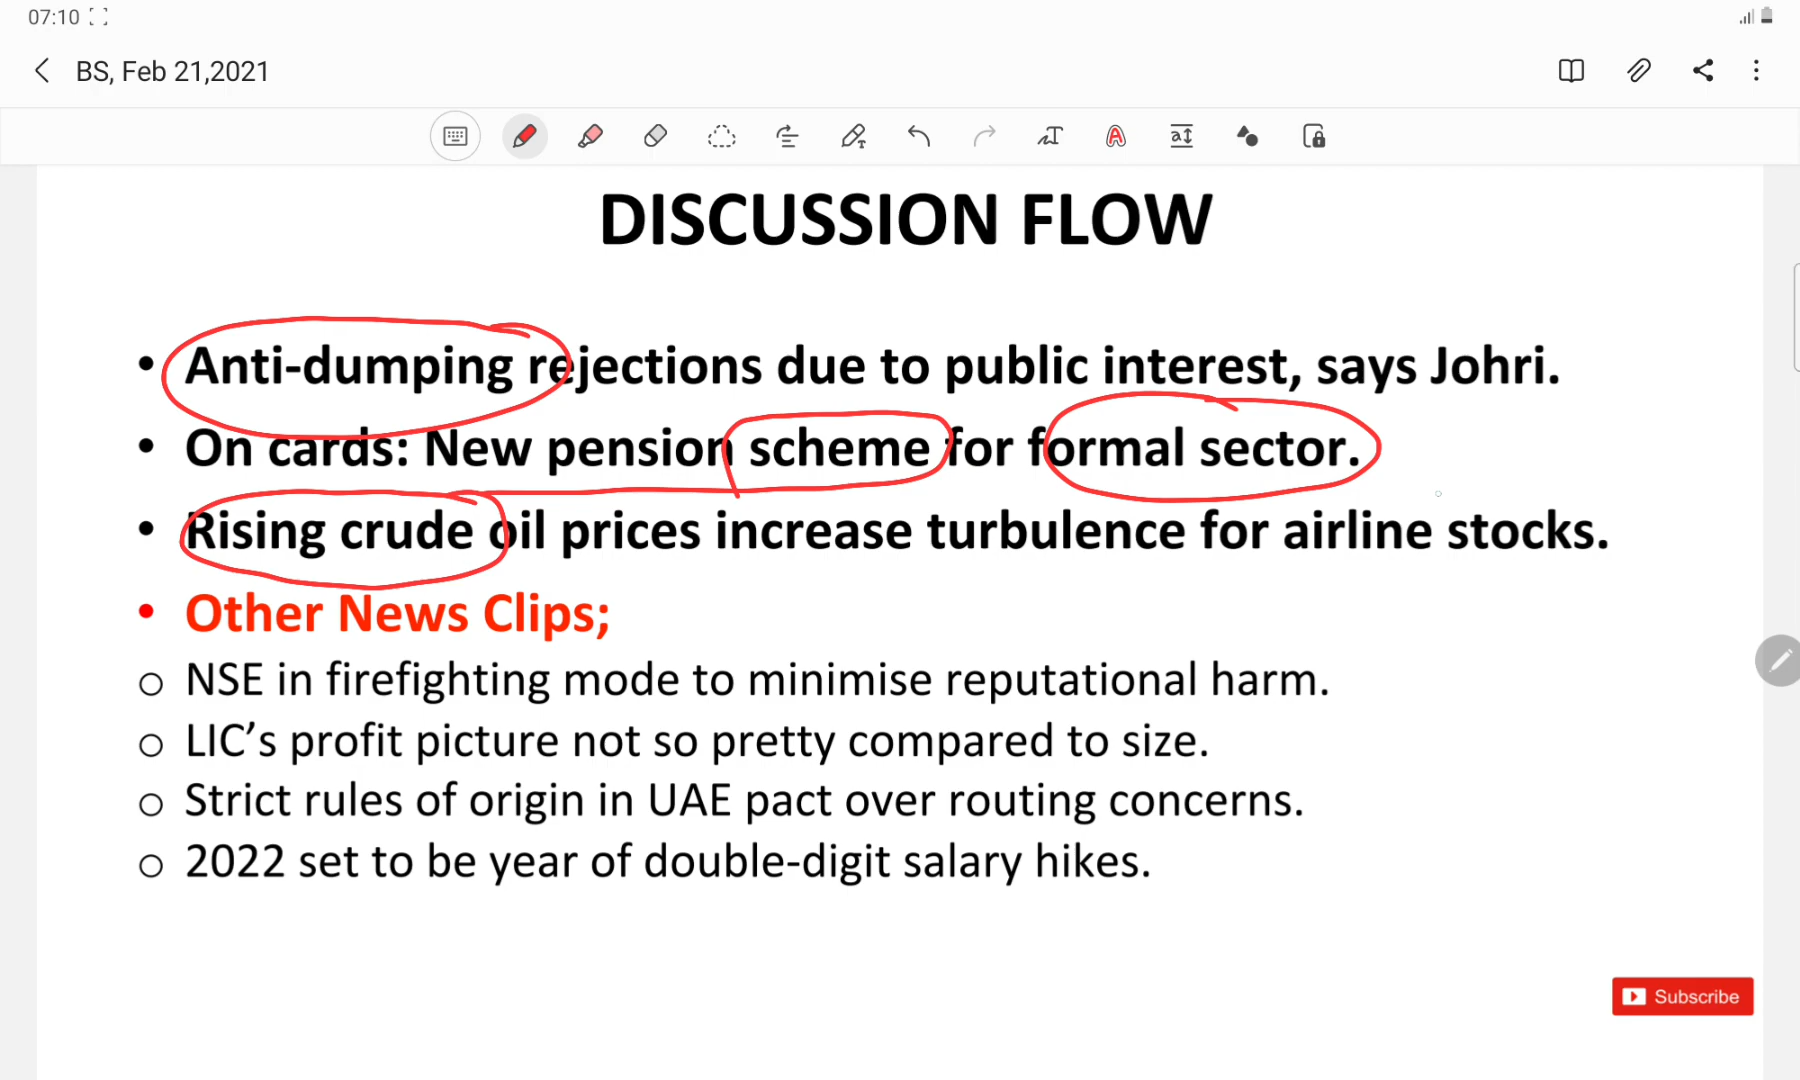 07:10
BS, Feb 21,2021
DISCUSSION FLOW
• Anti-dumping rejections due to public interest, says Johri.
• On cards: New pension scheme for formal sector.
• Rising crude oil prices increase turbulence for airline stocks.
• Other News Clips;
o NSE in firefighting mode to minimise reputational harm.
o LIC’s profit picture not so pretty compared to size.
o Strict rules of origin in UAE pact over routing concerns.
o 2022 set to be year of double-digit salary hikes.
Subscribe